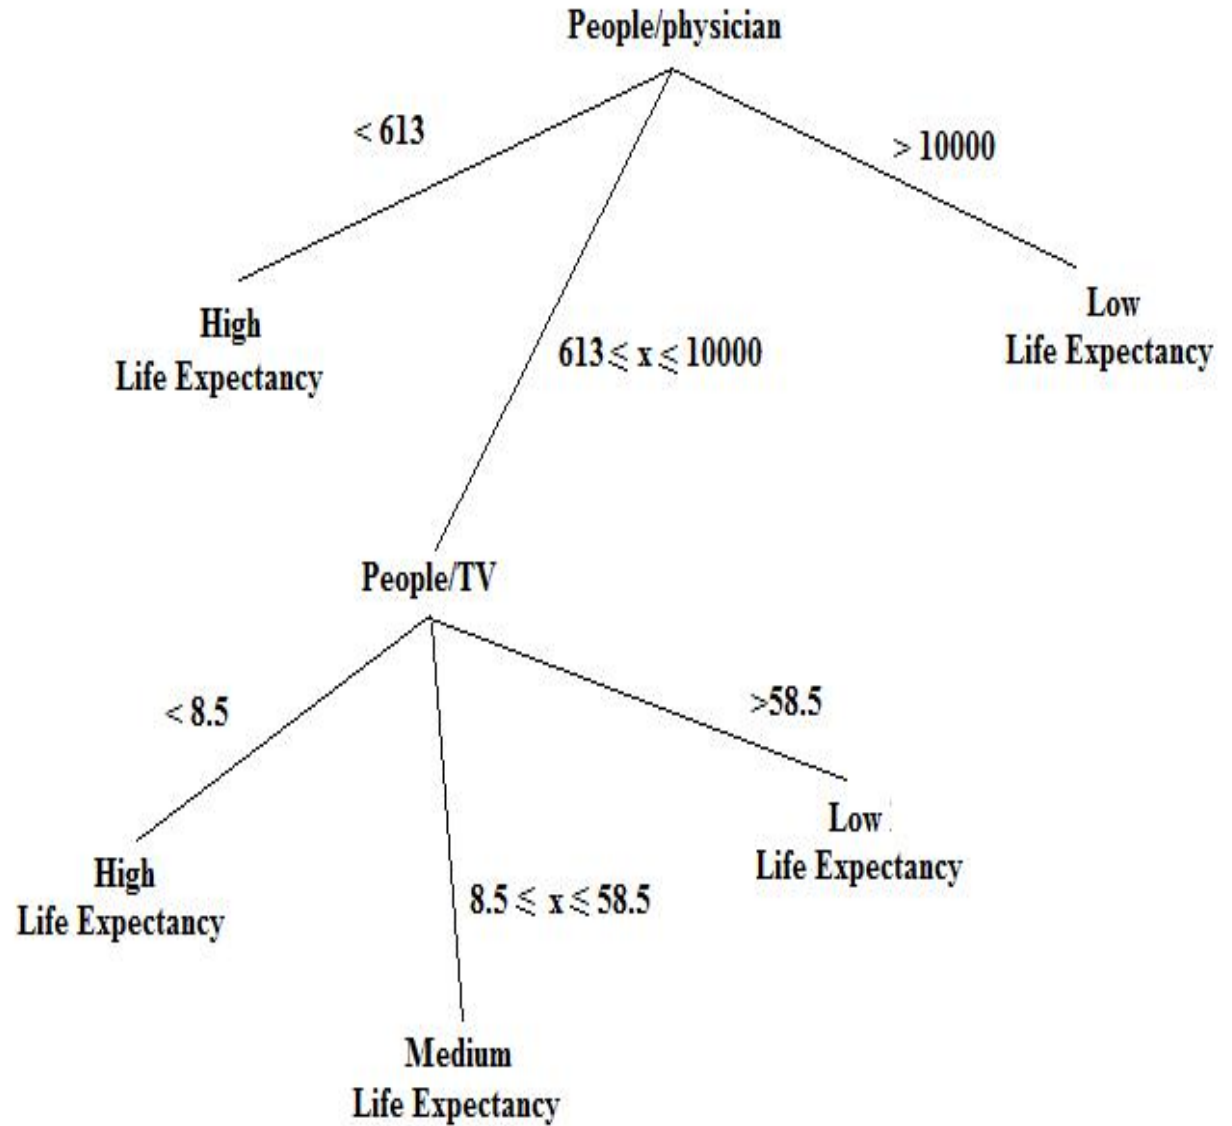 People/physician
< 613
> 10000
High
Life Expectancy
613 ⩽ x ⩽ 10000
Low
Life Expectancy
People/TV
< 8.5
>58.5
High
Life Expectancy
8.5 ⩽ x ⩽ 58.5
Low
Life Expectancy
Medium
Life Expectancy